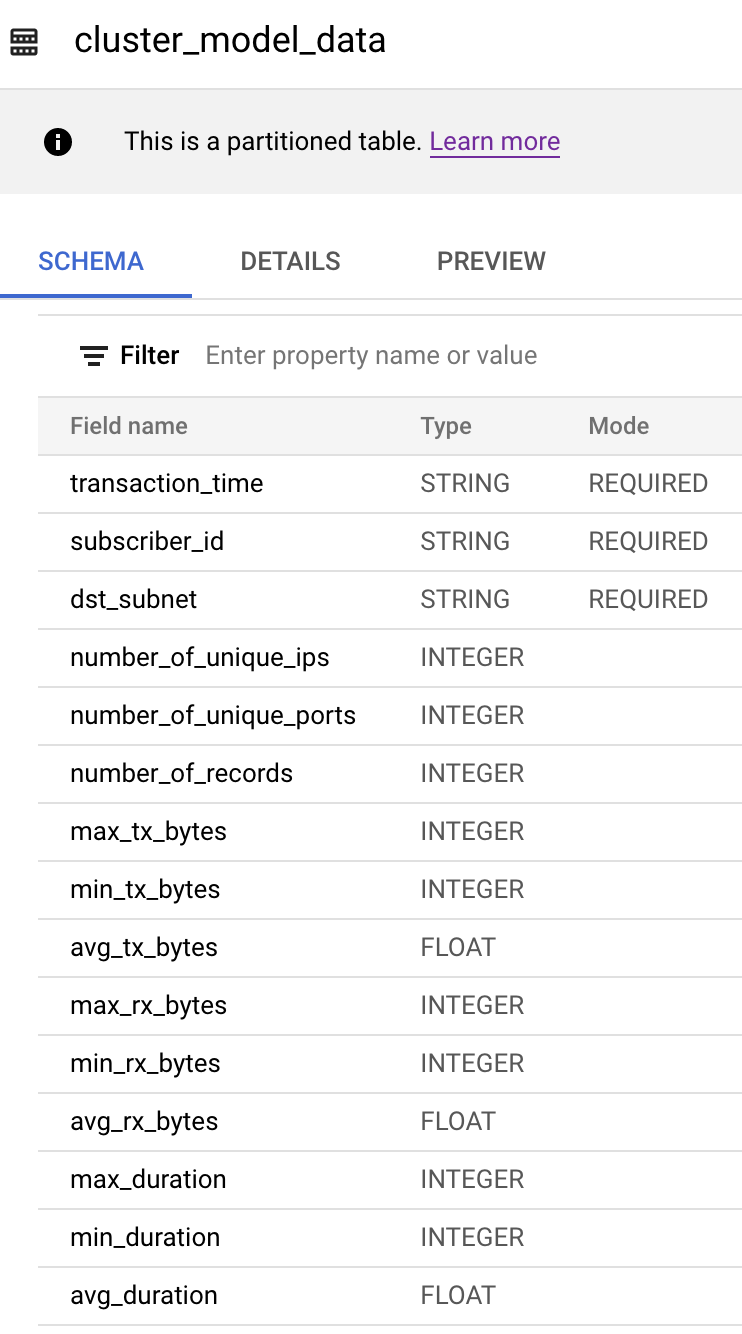 cluster_model_data
This is a partitioned table. Learn more
SCHEMA DETAILS PREVIEW
Filter Enter property name or value
Field name Type Mode
transaction_time STRING REQUIRED
subscriber_id STRING REQUIRED
dst_subnet STRING REQUIRED
number_of_unique_ips INTEGER
number_of_unique_ports INTEGER
number_of_records INTEGER
max_tx_bytes INTEGER
min_tx_bytes INTEGER
avg_tx_bytes FLOAT
max_rx_bytes INTEGER
min_rx_bytes INTEGER
avg_rx_bytes FLOAT
max_duration INTEGER
min_duration INTEGER
avg_duration FLOAT